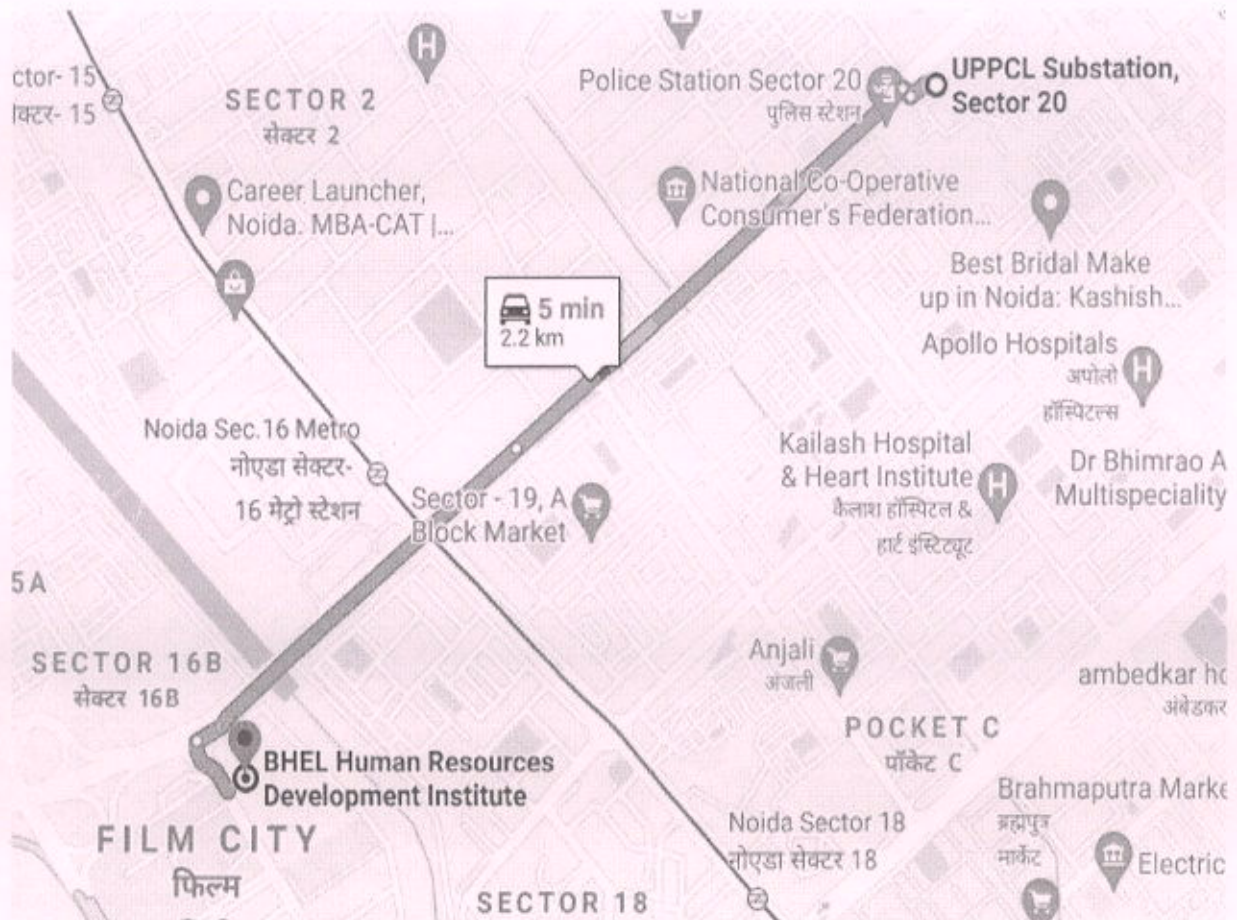 ctor- 15
क्टर- 15
SECTOR 2
सेक्टर 2
Police Station Sector 20
पुलिस स्टेशन
UPPCL Substation,
Sector 20
Career Launcher,
Noida. MBA-CAT |...
National Co-Operative
Consumer's Federation...
Best Bridal Make
up in Noida: Kashish...
5 min
2.2 km
Apollo Hospitals
अपोलो
हॉस्पिटल्स
Noida Sec.16 Metro
नोएडा सेक्टर-
16 मेट्रो स्टेशन
Sector - 19, A
Block Market
Kailash Hospital
& Heart Institute
कैलाश हॉस्पिटल &
हार्ट इंस्टिट्यूट
Dr Bhimrao A
Multispeciality
5 A
SECTOR 16B
सेक्टर 16B
Anjali
अंजली
ambedkar ho
अंबेडकर
POCKET C
पॉकेट C
BHEL Human Resources
Development Institute
Brahmaputra Marke
ब्रह्मपुत्र
मार्केट
Electric
FILM CITY
फिल्म
Noida Sector 18
नोएडा सेक्टर 18
SECTOR 18
H
H
H